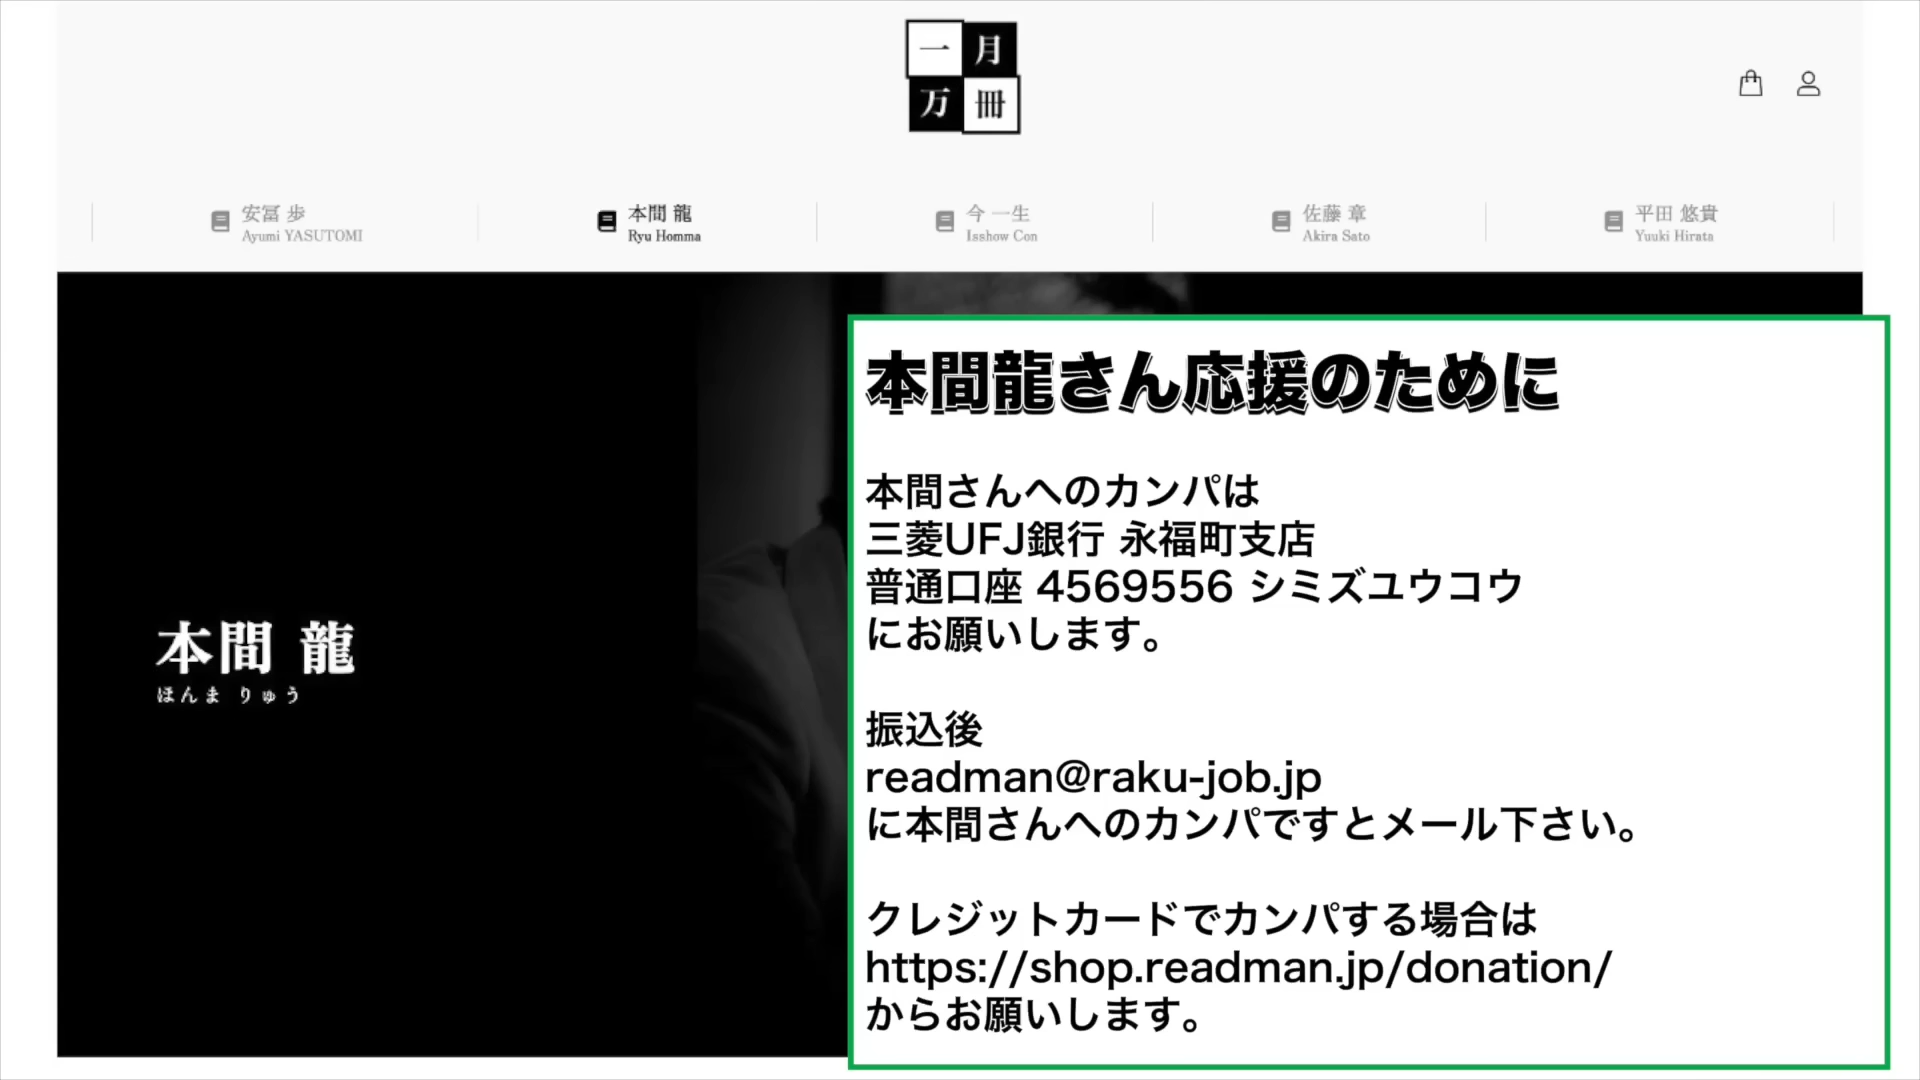 一月
万冊
安冨 歩
Ayumi YASUTOMI
本間 龍
Ryu Homma
今 一生
Isshow Con
佐藤 章
Akira Sato
平田 悠貴
Yuuki Hirata
本間 龍
ほんま りゅう
本間龍さん応援のために
本間さんへのカンパは
三菱UFJ銀行 永福町支店
普通口座 4569556 シミズユウコウ
にお願いします。
振込後
readman@raku-job.jp
に本間さんへのカンパですとメール下さい。
クレジットカードでカンパする場合は
https://shop.readman.jp/donation/
からお願いします。